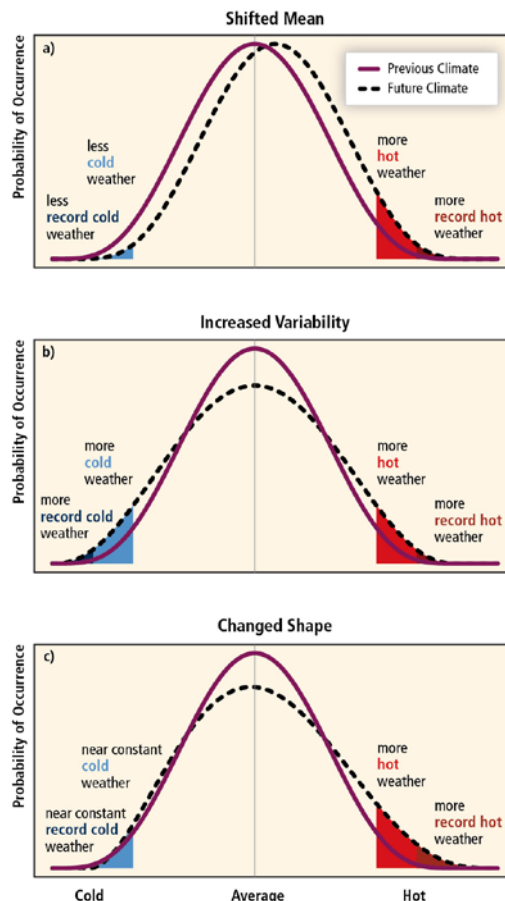 Shifted Mean
a)
Probability of Occurrence
Previous Climate
Future Climate
less
cold
weather
less
record cold
weather
more
hot
weather
more
record hot
weather
Increased Variability
b)
Probability of Occurrence
more
cold
weather
more
record cold
weather
more
hot
weather
more
record hot
weather
Changed Shape
c)
Probability of Occurrence
near constant
cold
weather
near constant
record cold
weather
more
hot
weather
more
record hot
weather
Cold
Average
Hot